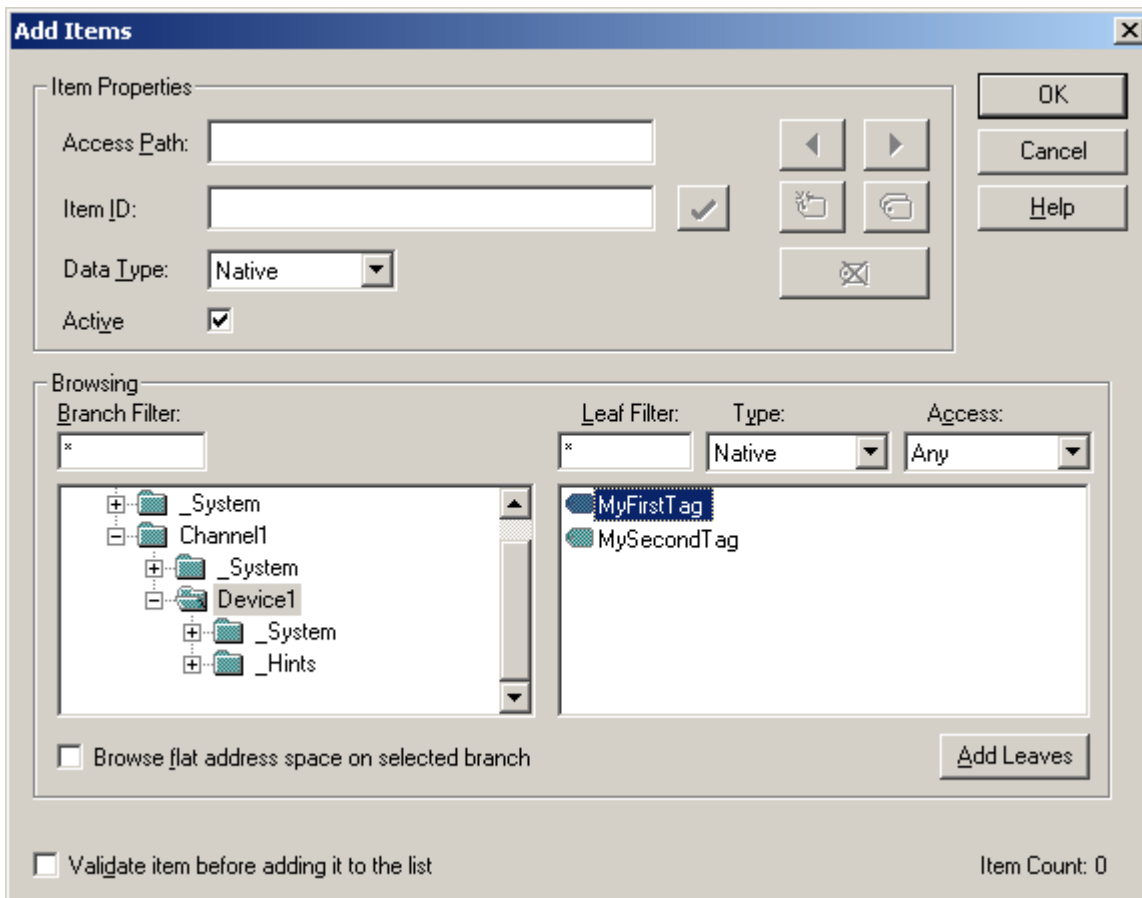 Add Items
Item Properties
Access Path:
OK
Cancel
Item ID:
Help
Data Type: Native
Active
Browsing
Branch Filter: Leaf Filter: Type: Access:
* * Native Any
_System
Channel1
_System
Device1
_System
_Hints
MyFirstTag
MySecondTag
Browse flat address space on selected branch
Add Leaves
Validate item before adding it to the list
Item Count: 0